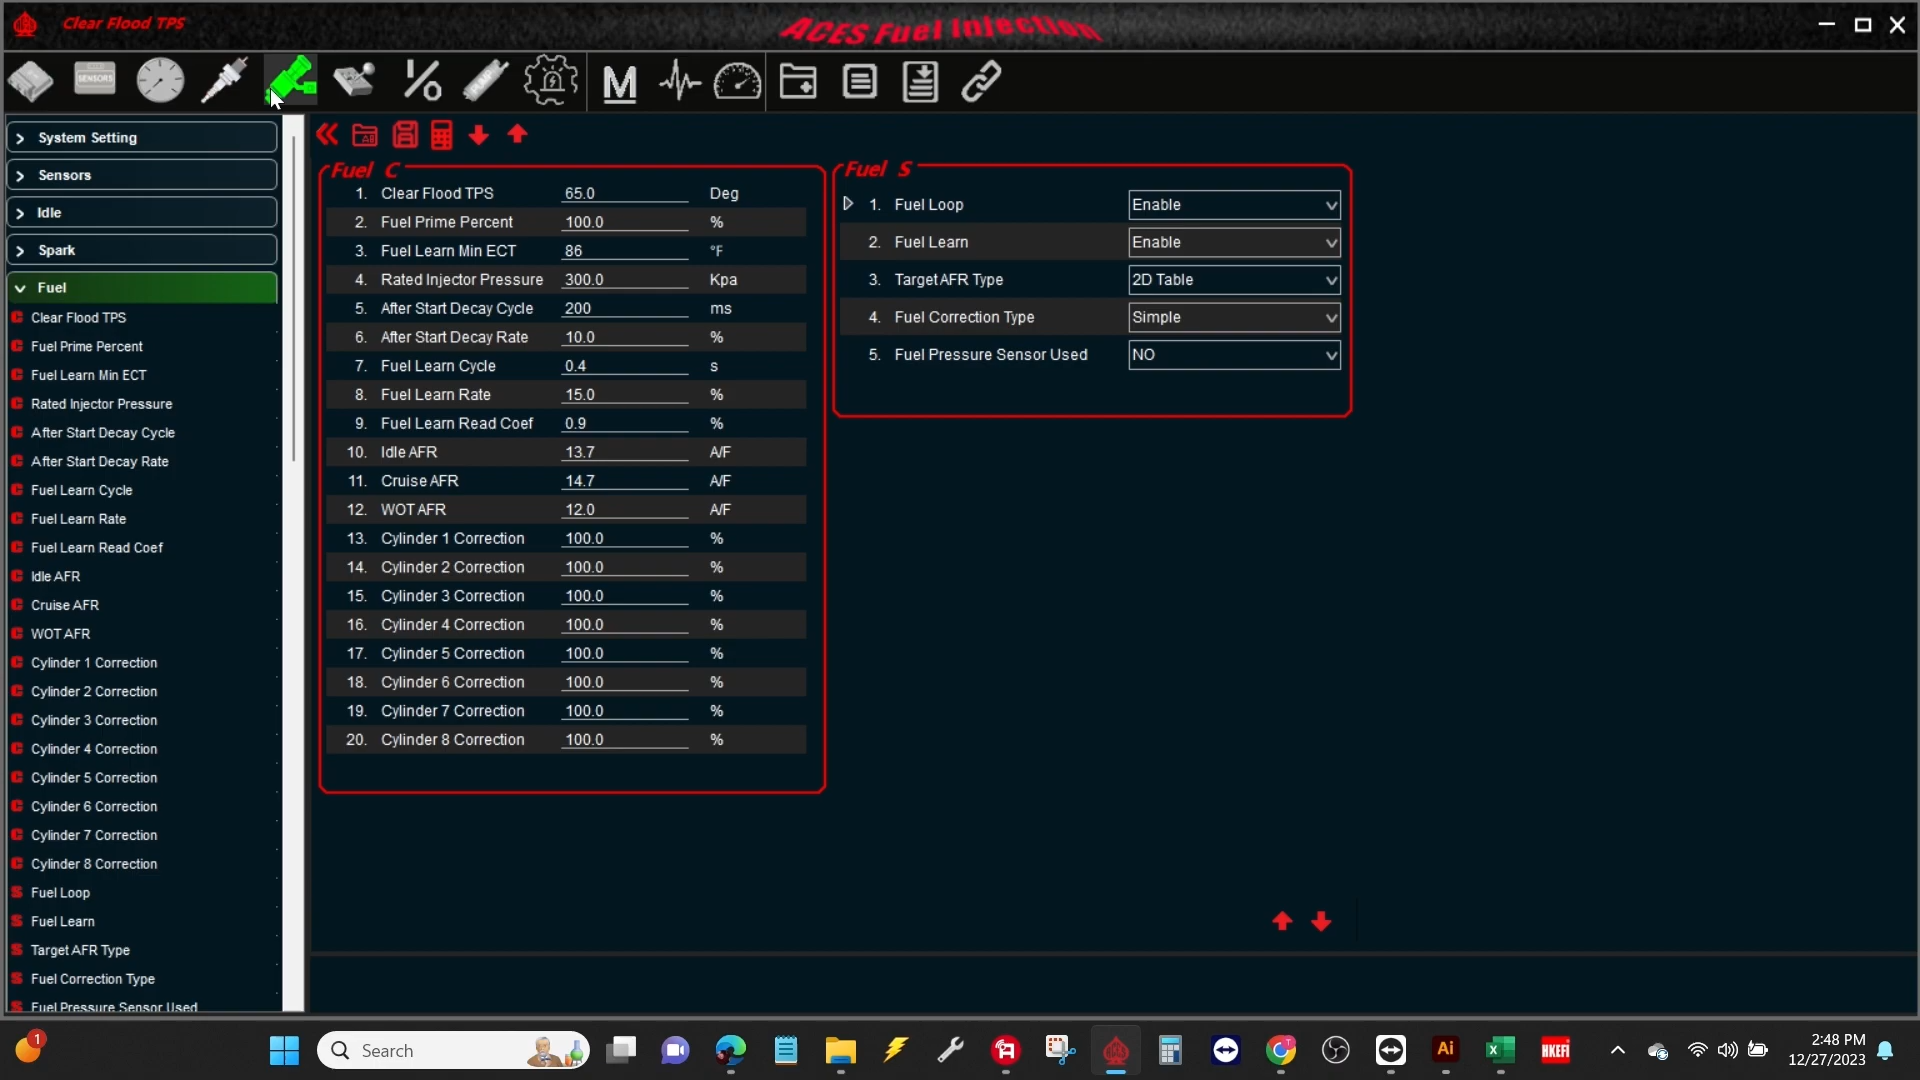 Clear Flood TPS
ACES Fuel Injection
SENSORS
M
System Setting
Sensors
Idle
Spark
Fuel
Clear Flood TPS
Fuel Prime Percent
Fuel Learn Min ECT
Rated Injector Pressure
After Start Decay Cycle
After Start Decay Rate
Fuel Learn Cycle
Fuel Learn Rate
Fuel Learn Read Coef
Idle AFR
Cruise AFR
WOT AFR
Cylinder 1 Correction
Cylinder 2 Correction
Cylinder 3 Correction
Cylinder 4 Correction
Cylinder 5 Correction
Cylinder 6 Correction
Cylinder 7 Correction
Cylinder 8 Correction
Fuel Loop
Fuel Learn
Target AFR Type
Fuel Correction Type
Fuel Pressure Sensor Used
Fuel C
1. Clear Flood TPS 65.0 Deg
2. Fuel Prime Percent 100.0 %
3. Fuel Learn Min ECT 86 °F
4. Rated Injector Pressure 300.0 Kpa
5. After Start Decay Cycle 200 ms
6. After Start Decay Rate 10.0 %
7. Fuel Learn Cycle 0.4 s
8. Fuel Learn Rate 15.0 %
9. Fuel Learn Read Coef 0.9 %
10. Idle AFR 13.7 A/F
11. Cruise AFR 14.7 A/F
12. WOT AFR 12.0 A/F
13. Cylinder 1 Correction 100.0 %
14. Cylinder 2 Correction 100.0 %
15. Cylinder 3 Correction 100.0 %
16. Cylinder 4 Correction 100.0 %
17. Cylinder 5 Correction 100.0 %
18. Cylinder 6 Correction 100.0 %
19. Cylinder 7 Correction 100.0 %
20. Cylinder 8 Correction 100.0 %
Fuel S
1. Fuel Loop Enable
2. Fuel Learn Enable
3. Target AFR Type 2D Table
4. Fuel Correction Type Simple
5. Fuel Pressure Sensor Used NO
1
Search
Ai
HKEFI
2:48 PM
12/27/2023